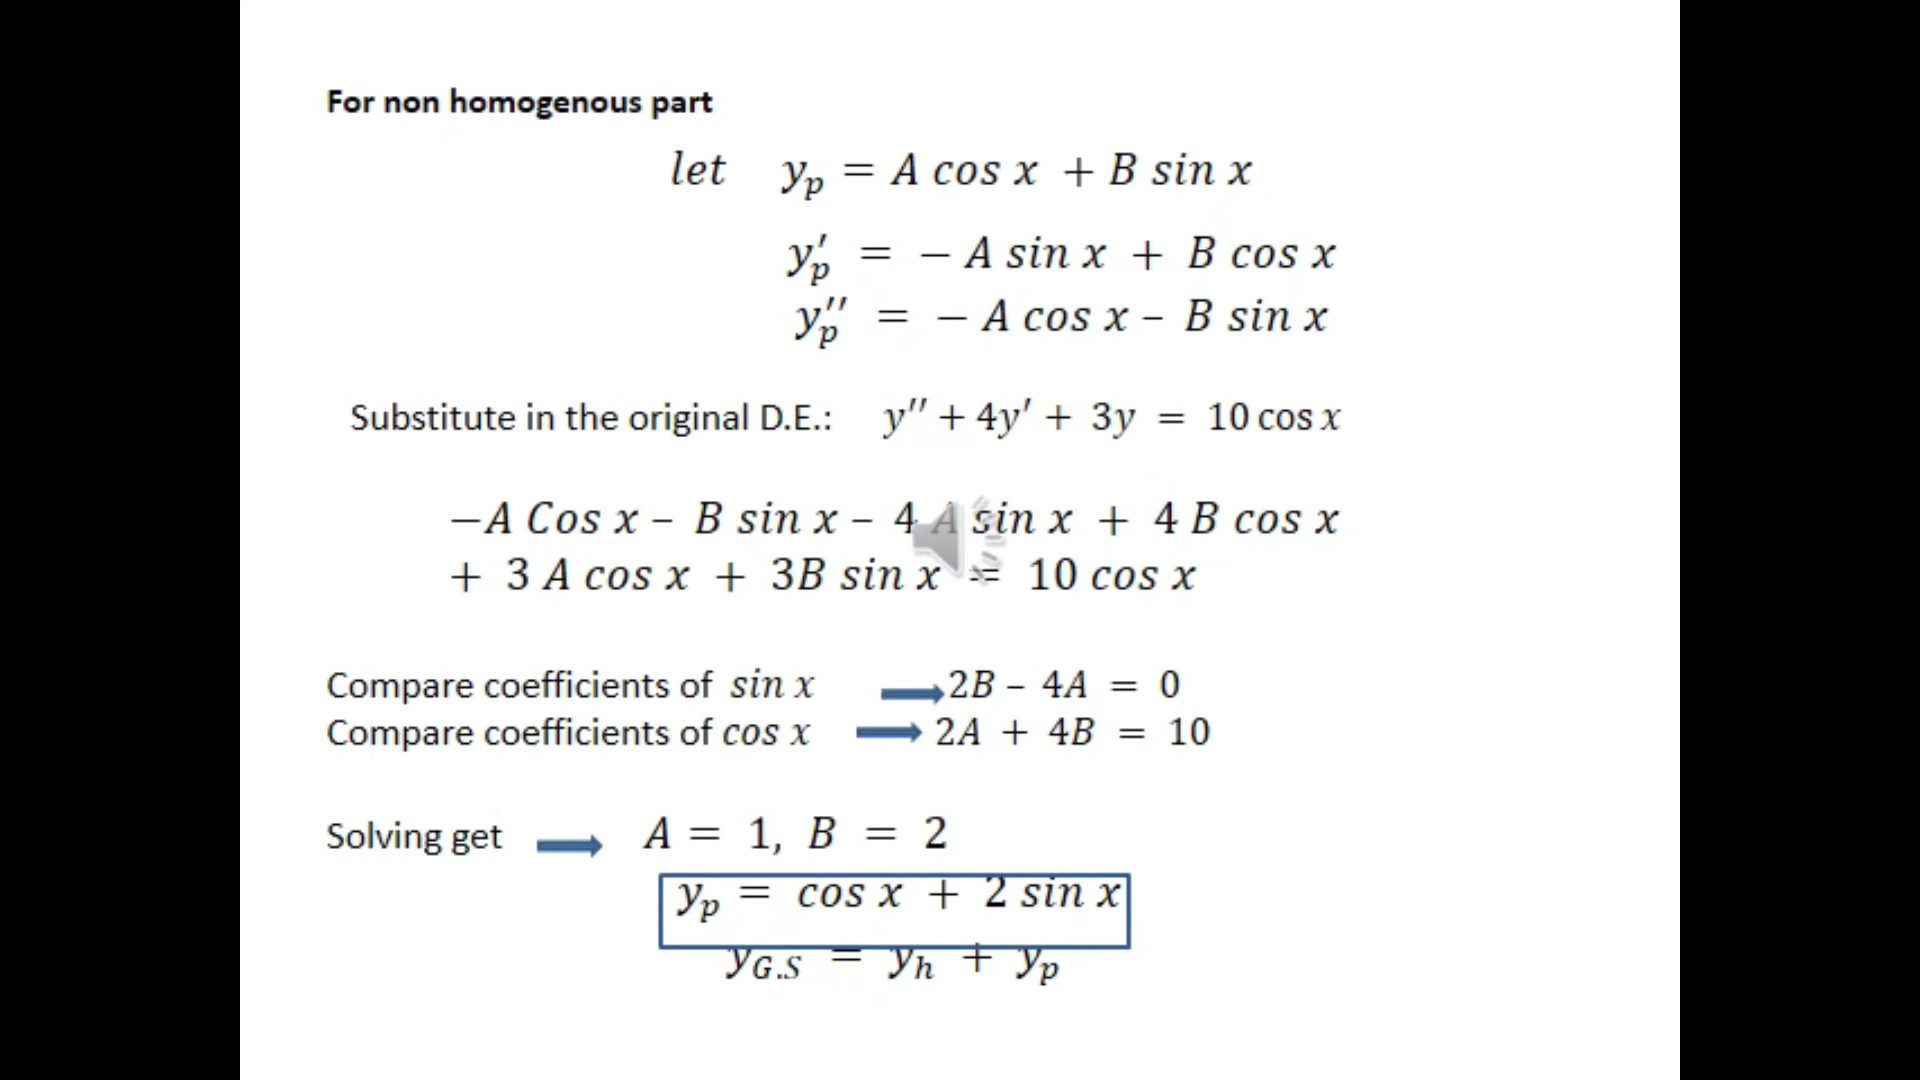 For non homogenous part
let y_p = A cos x + B sin x
y_p′ = − A sin x + B cos x
y_p′′ = − A cos x – B sin x
Substitute in the original D.E.: y′′ + 4y′ + 3y = 10 cos x
−A Cos x – B sin x – 4 A sin x + 4 B cos x
+ 3 A cos x + 3B sin x = 10 cos x
Compare coefficients of sin x 2B – 4A = 0
Compare coefficients of cos x 2A + 4B = 10
Solving get A = 1, B = 2
y_p = cos x + 2 sin x
y_G.S = y_h + y_p